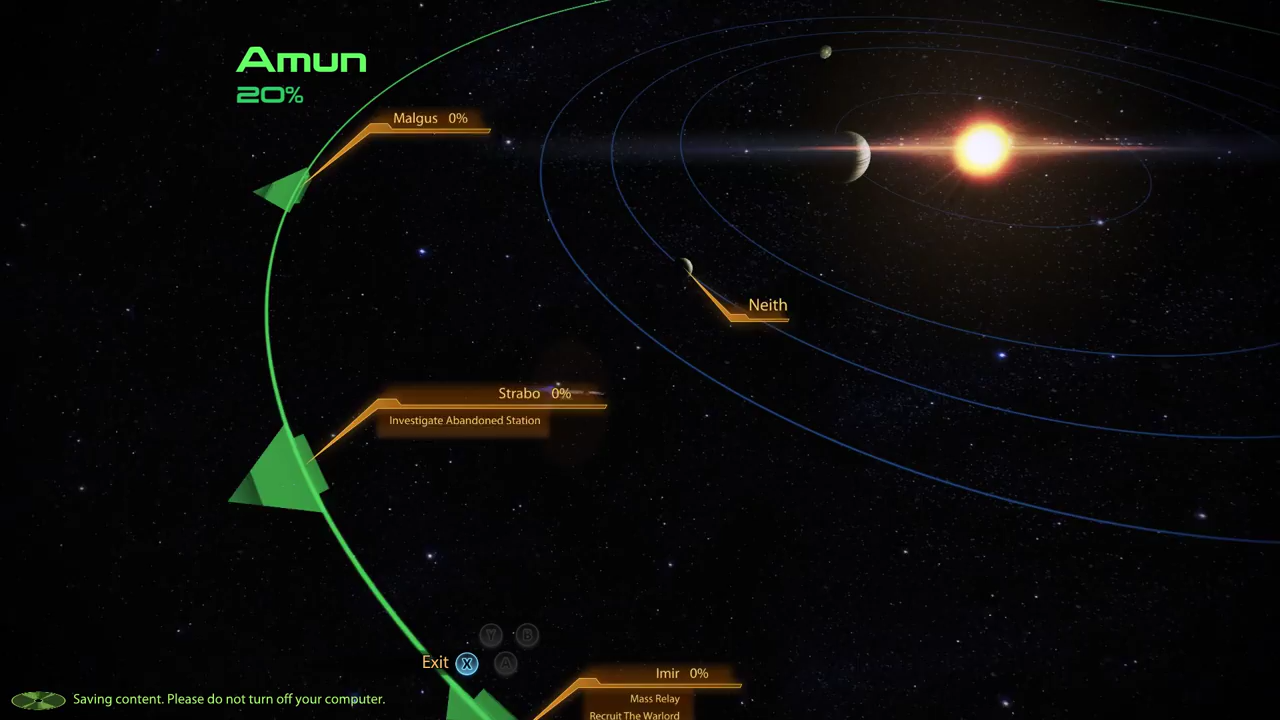 Amun
20%
Malgus 0%
Neith
Strabo 0%
Investigate Abandoned Station
Y B
Exit X A
Imir 0%
Mass Relay
Recruit The Warlord
Saving content. Please do not turn off your computer.